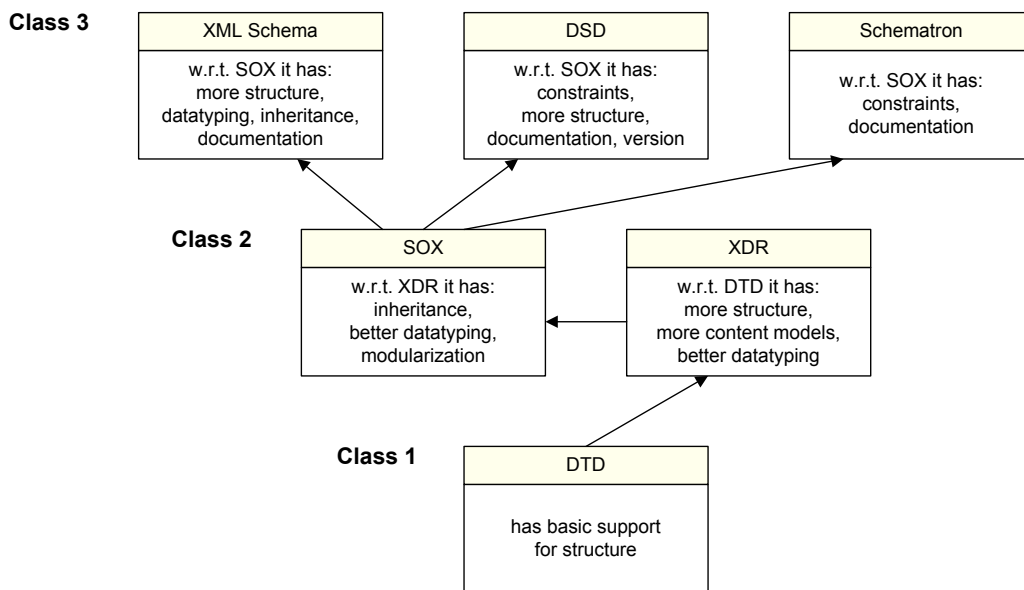 Class 3
XML Schema
w.r.t. SOX it has:
more structure,
datatyping, inheritance,
documentation
DSD
w.r.t. SOX it has:
constraints,
more structure,
documentation, version
Schematron
w.r.t. SOX it has:
constraints,
documentation
Class 2
SOX
w.r.t. XDR it has:
inheritance,
better datatyping,
modularization
XDR
w.r.t. DTD it has:
more structure,
more content models,
better datatyping
Class 1
DTD
has basic support
for structure